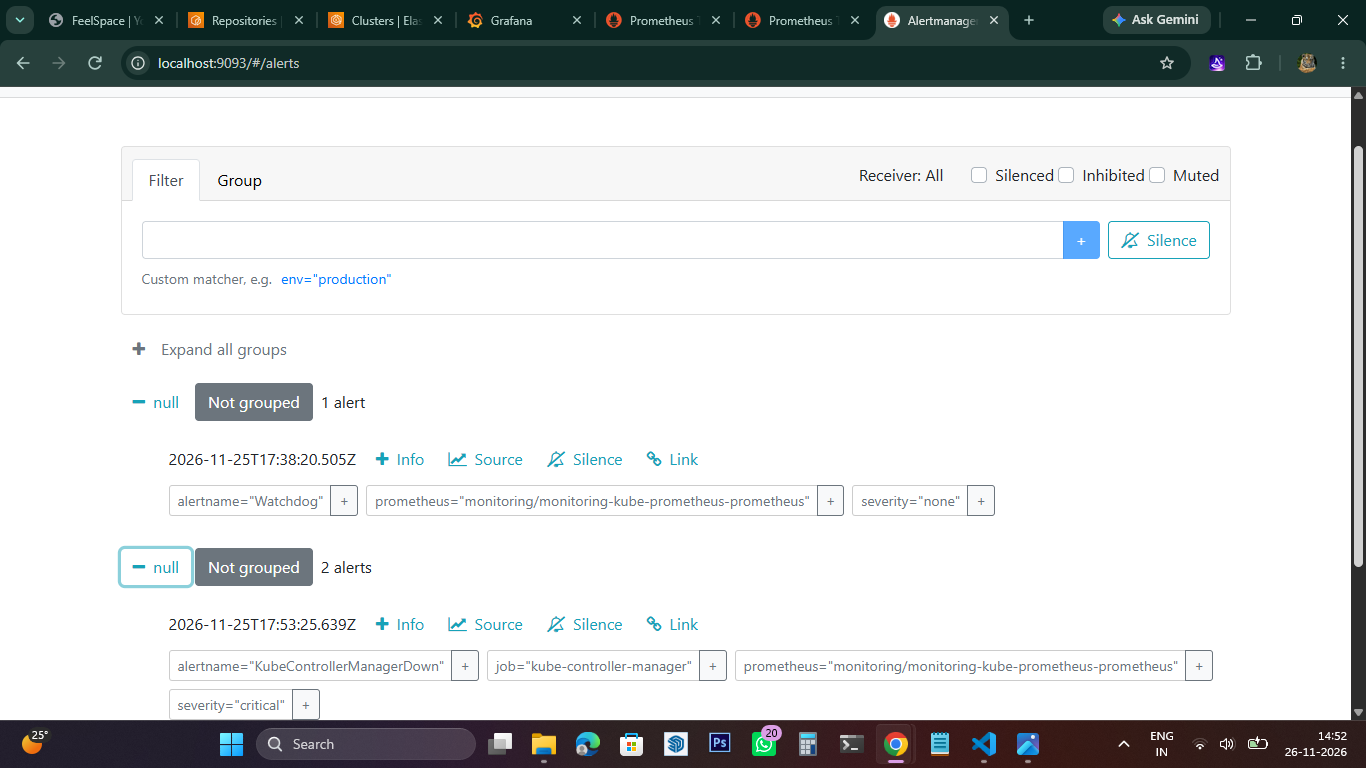 FeelSpace | Yo
Repositories |
Clusters | Elas
Grafana
Prometheus T
Prometheus T
Alertmanage
Ask Gemini
localhost:9093/#/alerts
Filter
Group
Receiver: All
Silenced
Inhibited
Muted
+
Silence
Custom matcher, e.g. env="production"
+ Expand all groups
− null Not grouped 1 alert
2026-11-25T17:38:20.505Z + Info Source Silence Link
alertname="Watchdog" + prometheus="monitoring/monitoring-kube-prometheus-prometheus" + severity="none" +
− null Not grouped 2 alerts
2026-11-25T17:53:25.639Z + Info Source Silence Link
alertname="KubeControllerManagerDown" + job="kube-controller-manager" + prometheus="monitoring/monitoring-kube-prometheus-prometheus" +
severity="critical" +
25°
Search
Ps
20
ENG
IN
14:52
26-11-2026